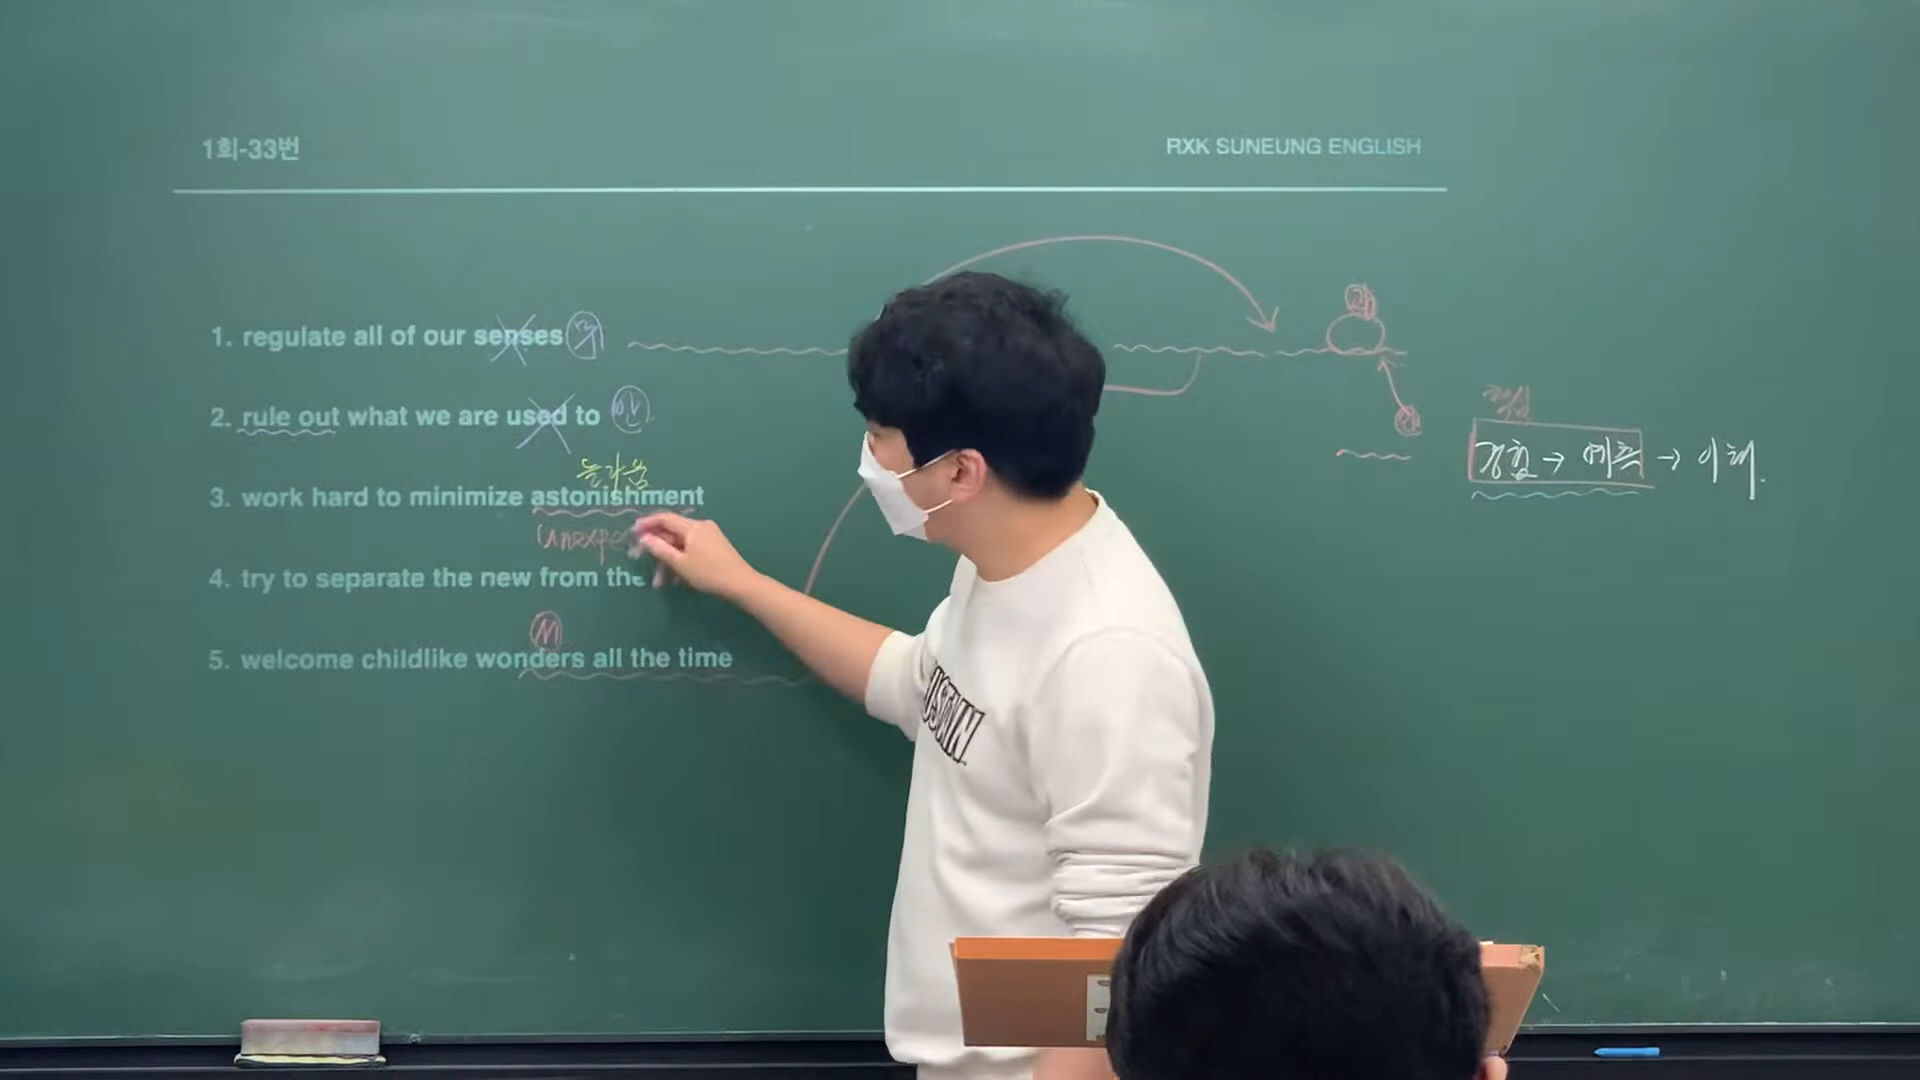 1회-33번
RXK SUNEUNG ENGLISH
1. regulate all of our senses
2. rule out what we are used to
놀라움
3. work hard to minimize astonishment
(unexpe
4. try to separate the new from the
M
5. welcome childlike wonders all the time
경험 → 예측 → 이해.